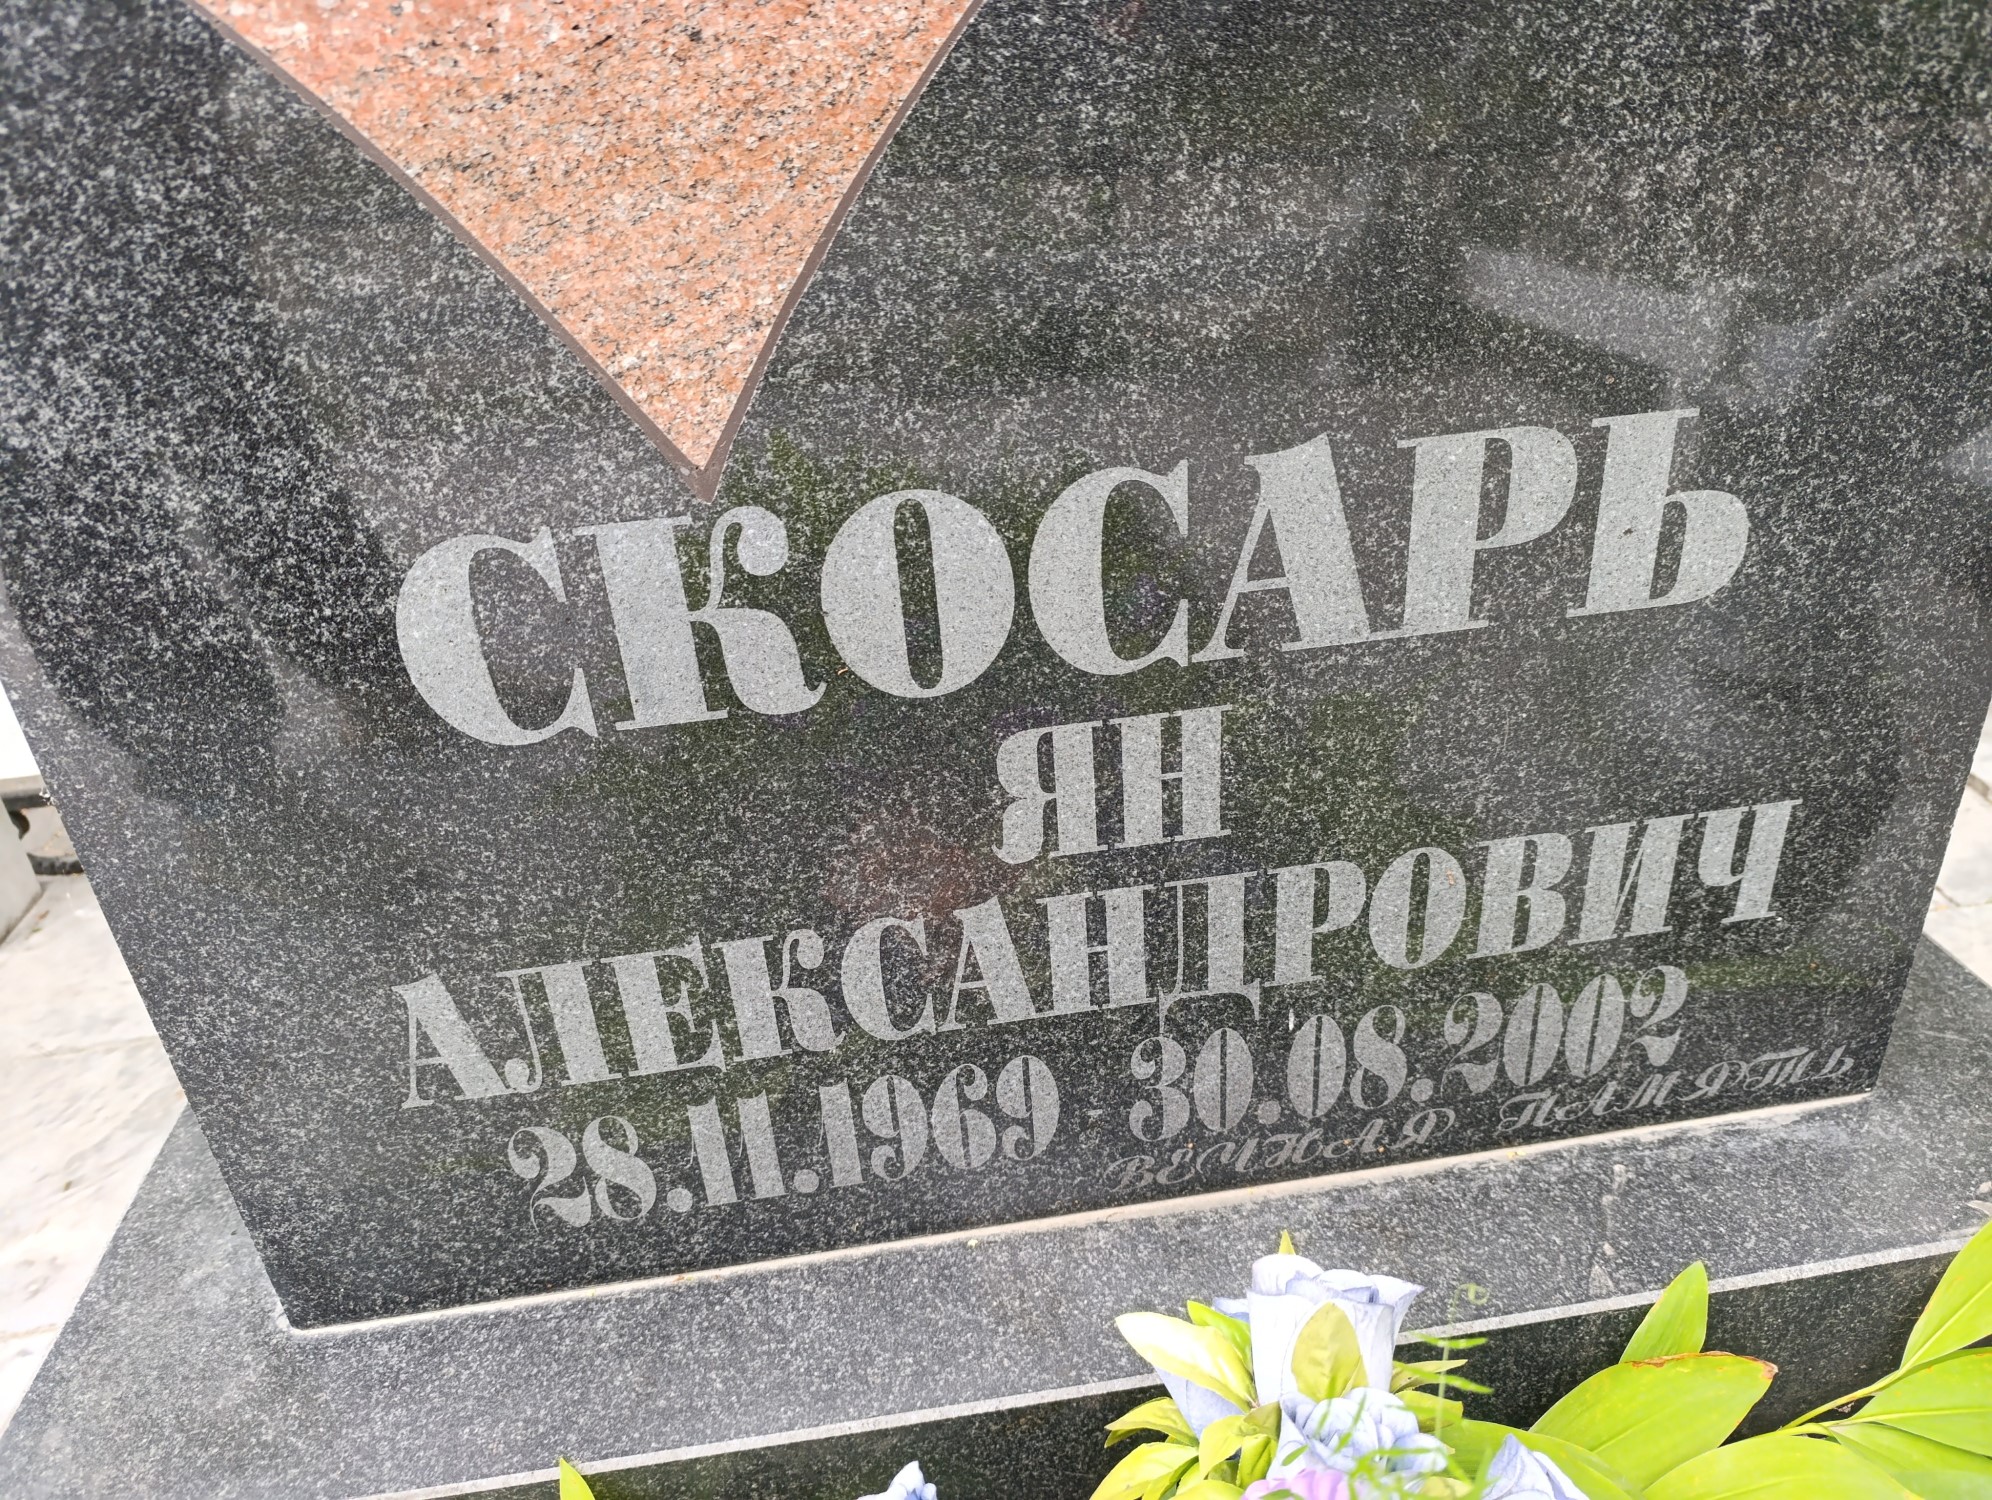 СКОСАРЬ
ЯН
АЛЕКСАНДРОВИЧ
28.11.1969 - 30.08.2002
ВЕЧНАЯ ПАМЯТЬ